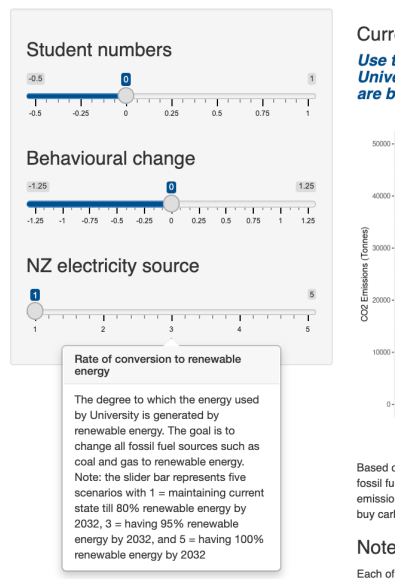 Student numbers
-0.5 0 1
-0.5 -0.25 0 0.25 0.5 0.75 1
Behavioural change
-1.25 0 1.25
-1.25 -1 -0.75 -0.5 -0.25 0 0.25 0.5 0.75 1 1.25
NZ electricity source
1 5
1 2 3 4 5
Rate of conversion to renewable
energy
The degree to which the energy used
by University is generated by
renewable energy. The goal is to
change all fossil fuel sources such as
coal and gas to renewable energy.
Note: the slider bar represents five
scenarios with 1 = maintaining current
state till 80% renewable energy by
2032, 3 = having 95% renewable
energy by 2032, and 5 = having 100%
renewable energy by 2032
Curre
Use t
Unive
are b
CO2 Emissions (Tonnes)
50000
40000
30000
20000
10000
0
Based o
fossil fu
emissio
buy carl
Note
Each of